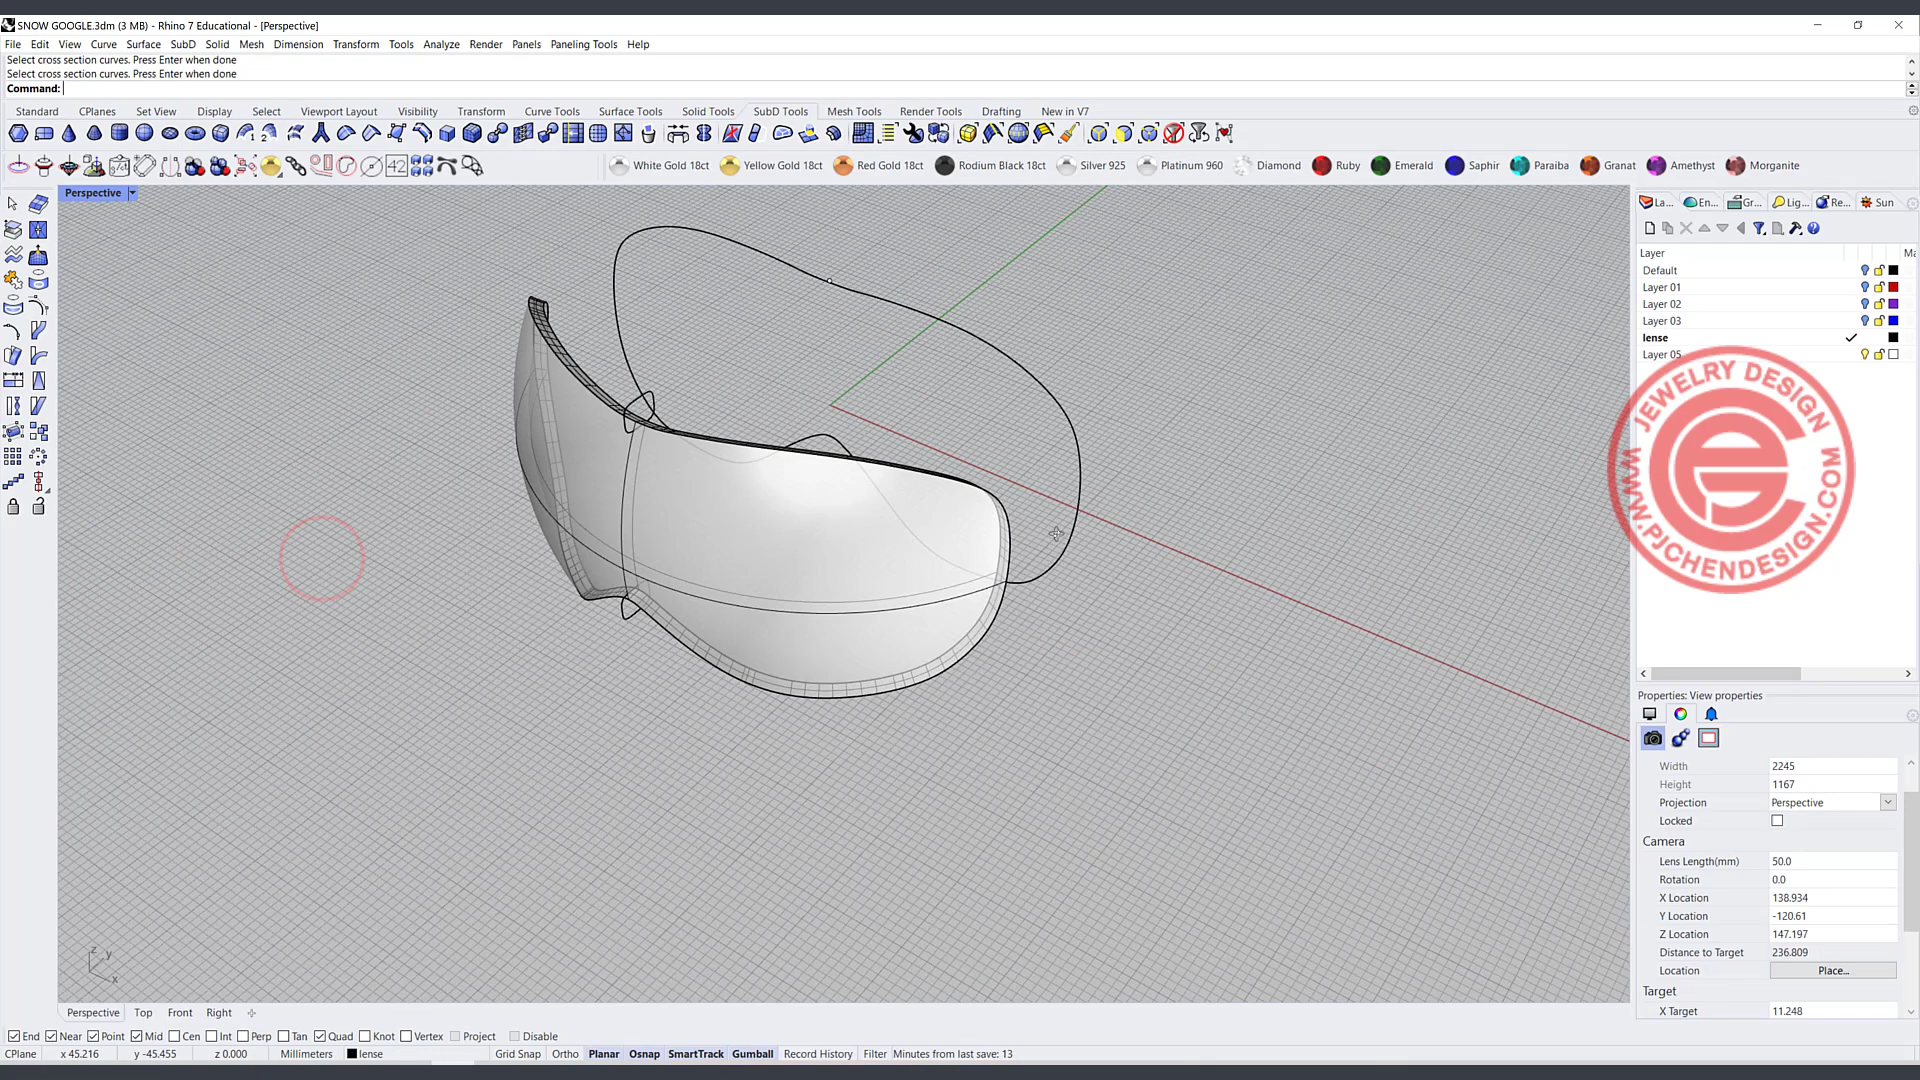 SNOW GOOGLE.3dm (3 MB) - Rhino 7 Educational - [Perspective]
File Edit View Curve Surface SubD Solid Mesh Dimension Transform Tools Analyze Render Panels Paneling Tools Help
Select cross section curves. Press Enter when done
Select cross section curves. Press Enter when done
Command:
Standard CPlanes Set View Display Select Viewport Layout Visibility Transform Curve Tools Surface Tools Solid Tools SubD Tools Mesh Tools Render Tools Drafting New in V7
42 White Gold 18ct Yellow Gold 18ct Red Gold 18ct Rodium Black 18ct Silver 925 Platinum 960 Diamond Ruby Emerald Saphir Paraiba Granat Amethyst Morganite
Perspective
La... En... Gr... Lig... Re... Sun
Layer Ma
Default
Layer 01
Layer 02
Layer 03
lense
Layer 05
JEWELRY DESIGN
WWW.PJCHENDESIGN.COM
Properties: View properties
Width 2245
Height 1167
Projection Perspective
Locked
Camera
Lens Length(mm) 50.0
Rotation 0.0
X Location 138.934
Y Location -120.61
Z Location 147.197
Distance to Target 236.809
Location Place...
Target
X Target 11.248
z y x
Perspective Top Front Right
End Near Point Mid Cen Int Perp Tan Quad Knot Vertex Project Disable
CPlane x 45.216 y -45.455 z 0.000 Millimeters lense Grid Snap Ortho Planar Osnap SmartTrack Gumball Record History Filter Minutes from last save: 13